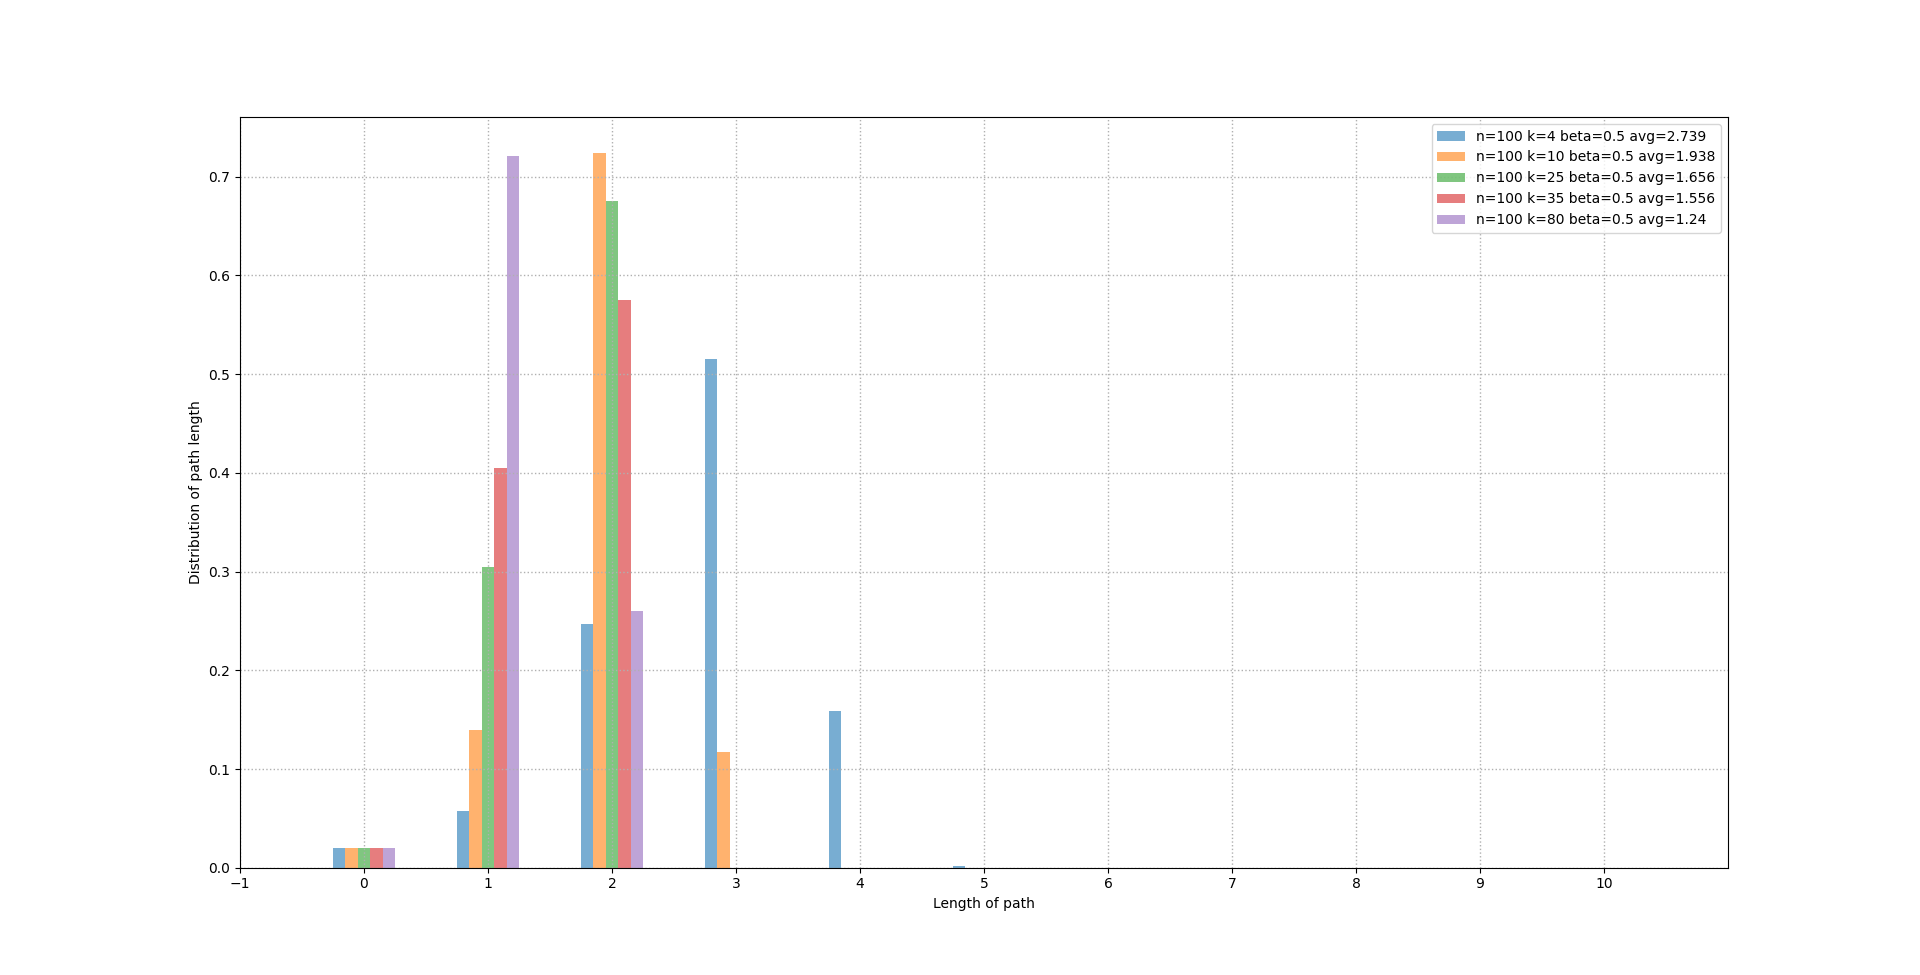 n=100 k=4 beta=0.5 avg=2.739
n=100 k=10 beta=0.5 avg=1.938
n=100 k=25 beta=0.5 avg=1.656
n=100 k=35 beta=0.5 avg=1.556
n=100 k=80 beta=0.5 avg=1.24
0.7
0.6
0.5
0.4
0.3
0.2
0.1
0.0
Distribution of path length
−1 0 1 2 3 4 5 6 7 8 9 10
Length of path